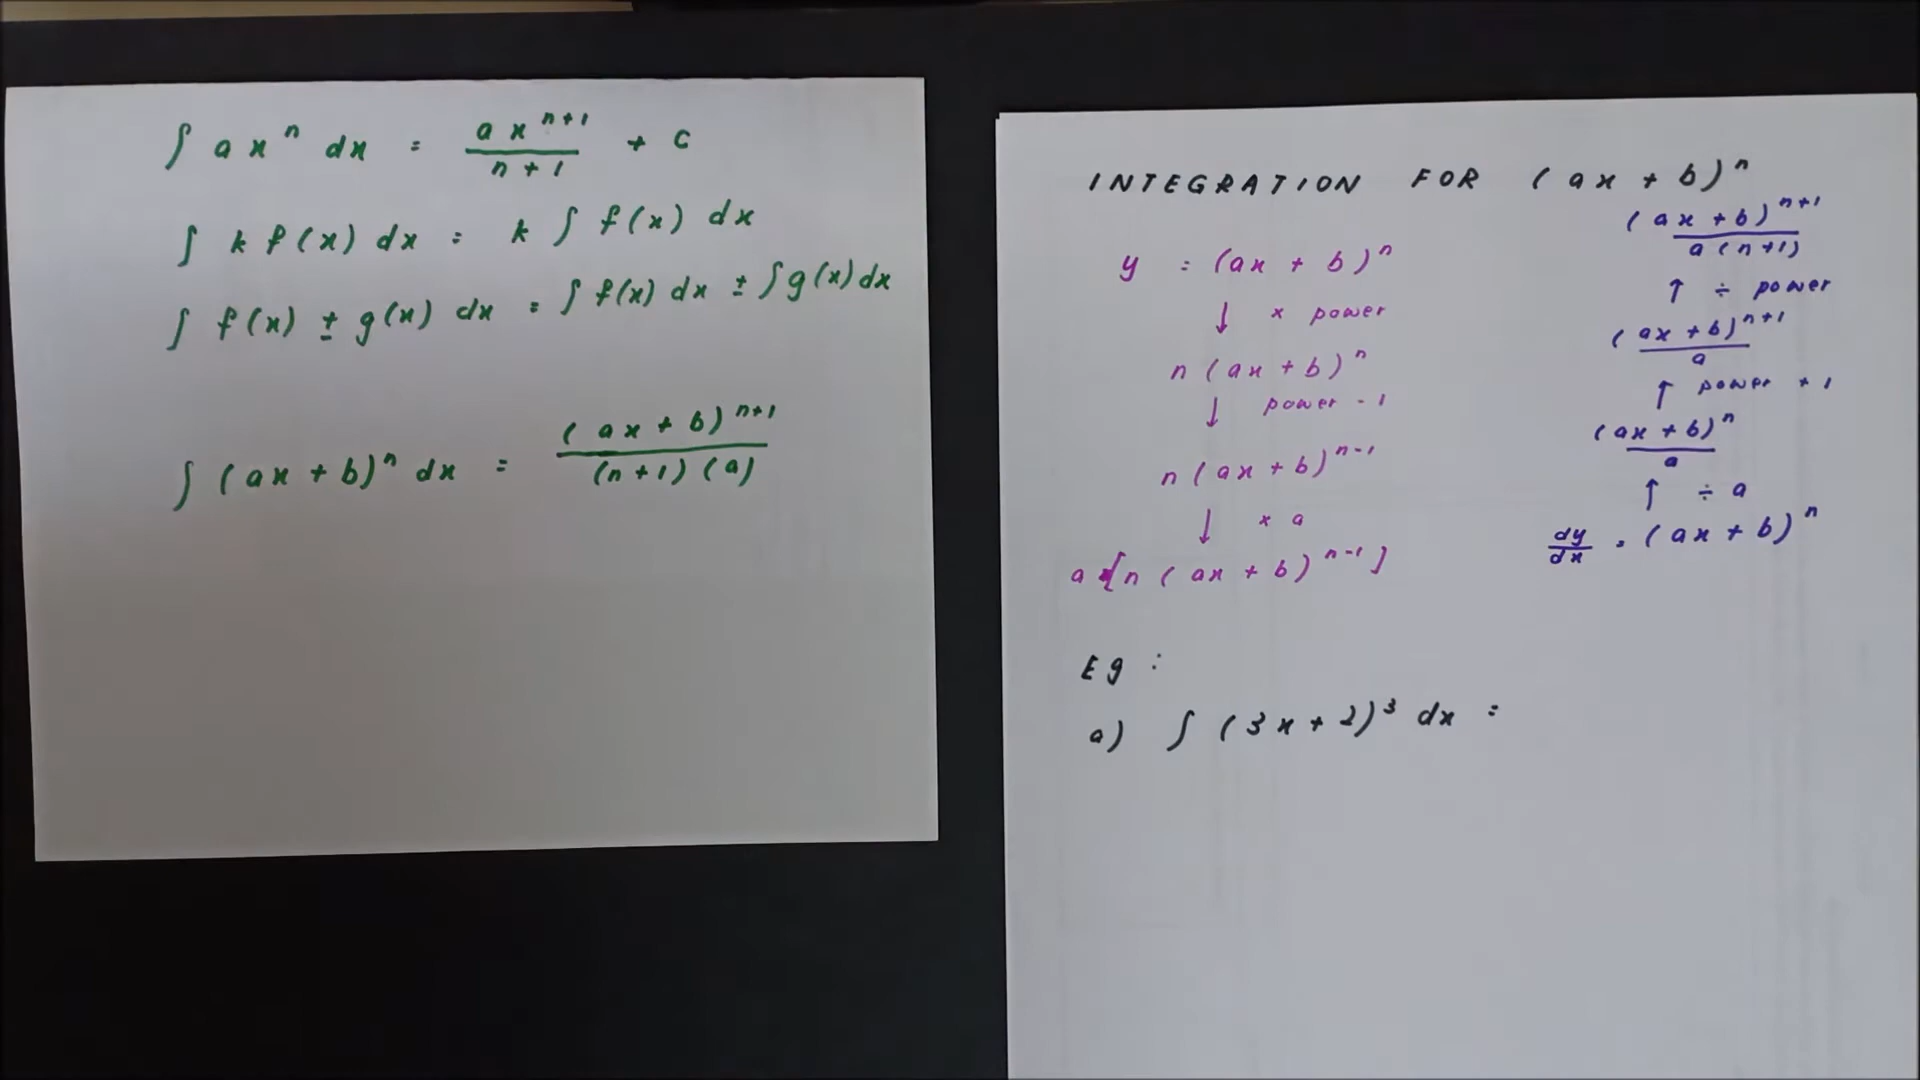 ∫ a xⁿ dx = a xⁿ⁺¹ / n + 1 + c
∫ k f(x) dx = k ∫ f(x) dx
∫ f(x) ± g(x) dx = ∫ f(x) dx ± ∫ g(x) dx
∫ (ax + b)ⁿ dx = (ax + b)ⁿ⁺¹ / (n+1) (a)
INTEGRATION FOR (ax + b)ⁿ
y = (ax + b)ⁿ
↓ × power
n (ax + b)ⁿ
↓ power - 1
n (ax + b)ⁿ⁻¹
↓ × a
a [n (ax + b)ⁿ⁻¹]
(ax + b)ⁿ⁺¹ / a (n+1)
↑ ÷ power
(ax + b)ⁿ⁺¹ / a
↑ power + 1
(ax + b)ⁿ / a
↑ ÷ a
dy/dx = (ax + b)ⁿ
Eg :
a) ∫ (3x + 2)³ dx =